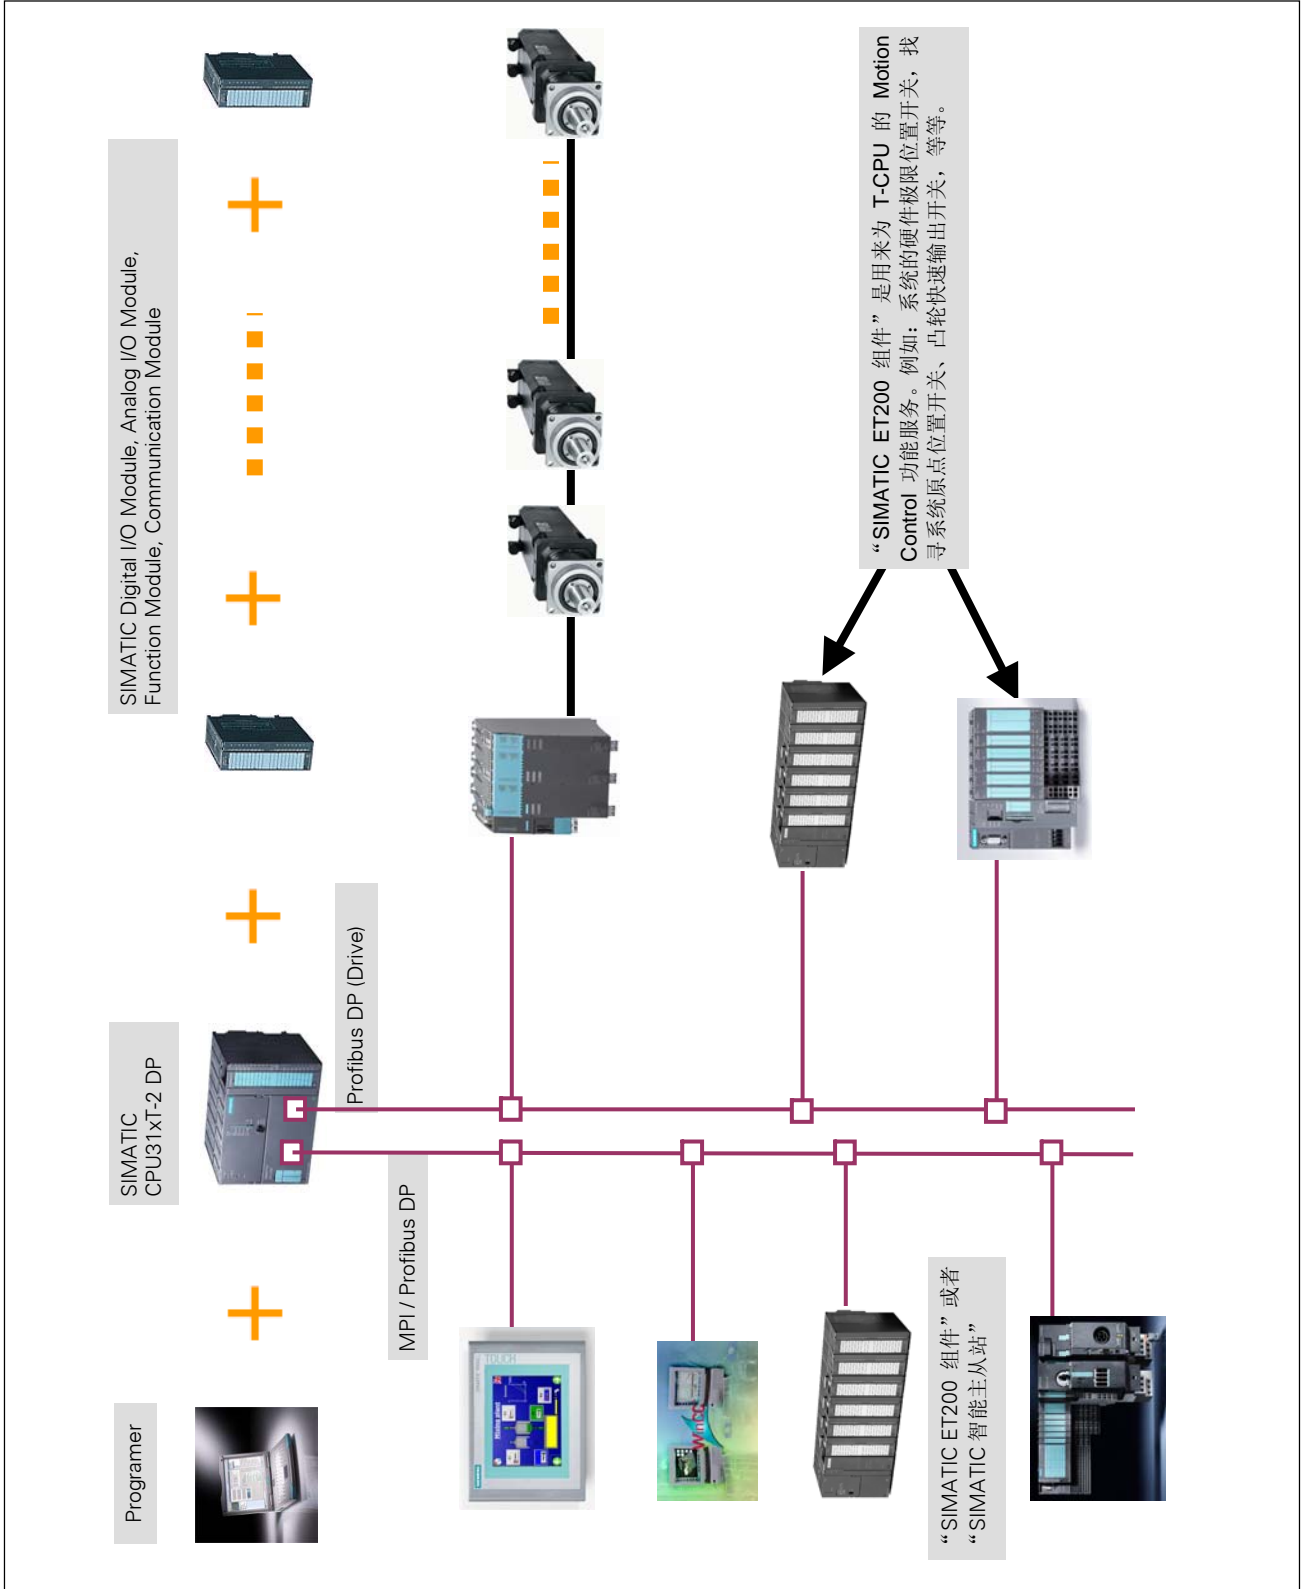 Programer
SIMATIC
CPU31xT-2 DP
SIMATIC Digital I/O Module, Analog I/O Module,
Function Module, Communication Module
MPI / Profibus DP
Profibus DP (Drive)
TOUCH
WinCC
“SIMATIC ET200 组件”是用来为 T-CPU 的 Motion
Control 功能服务。例如：系统的硬件极限位置开关，找
寻系统原点位置开关、凸轮快速输出开关，等等。
“SIMATIC ET200 组件”或者
“SIMATIC 智能主从站”